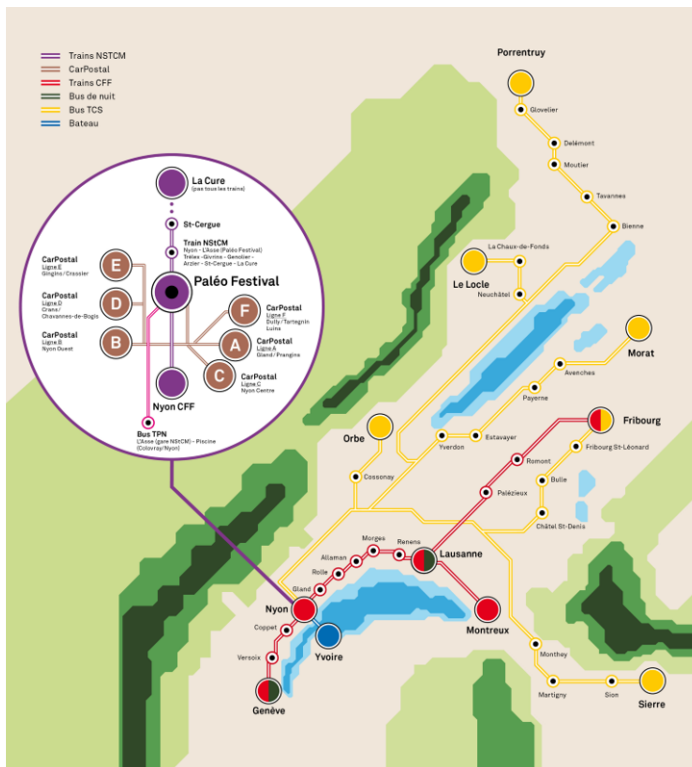 Trains NSTCM
CarPostal
Trains CFF
Bus de nuit
Bus TCS
Bateau
La Cure
(pas tous les trains)
St-Cergue
Train NStCM
Nyon - L'Asse (Paléo Festival)
Trélex - Givrins - Genolier -
Arzier - St-Cergue - La Cure
Paléo Festival
CarPostal
Ligne E
Gingins/Crassier
E
CarPostal
Ligne D
Crans/
Chavannes-de-Bogis
D
CarPostal
Ligne B
Nyon Ouest
B
F
CarPostal
Ligne F
Dully/Tartegnin
Luins
A
CarPostal
Ligne A
Gland/Prangins
C
CarPostal
Ligne C
Nyon Centre
Nyon CFF
Bus TPN
L'Asse (gare NStCM) - Piscine
(Colovray/Nyon)
Porrentruy
Glovelier
Delémont
Moutier
Tavannes
Bienne
La Chaux-de-Fonds
Le Locle
Neuchâtel
Morat
Avenches
Payerne
Estavayer
Yverdon
Orbe
Cossonay
Fribourg
Fribourg St-Léonard
Romont
Bulle
Palézieux
Châtel St-Denis
Lausanne
Renens
Morges
Allaman
Rolle
Gland
Nyon
Coppet
Versoix
Genève
Yvoire
Montreux
Monthey
Martigny
Sion
Sierre